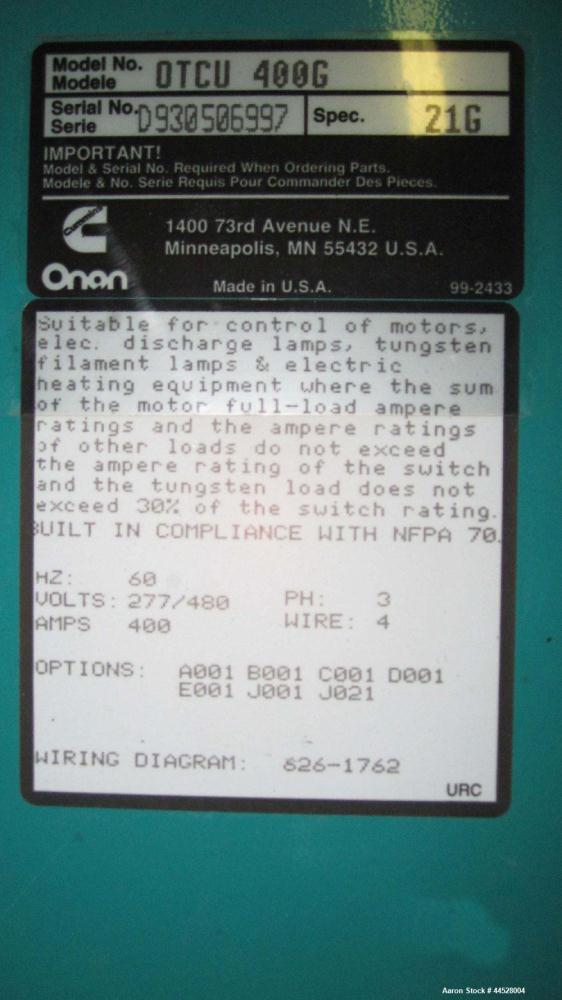 Model No. OTCU 400G
Modele
Serial No. D930506997 Spec. 21G
Serie
IMPORTANT!
Model & Serial No. Required When Ordering Parts.
Modele & No. Serie Requis Pour Commander Des Pieces.
Cummins
1400 73rd Avenue N.E.
Minneapolis, MN 55432 U.S.A.
Onan
Made in U.S.A. 99-2433
Suitable for control of motors,
elec. discharge lamps, tungsten
filament lamps & electric
heating equipment where the sum
of the motor full-load ampere
ratings and the ampere ratings
of other loads do not exceed
the ampere rating of the switch
and the tungsten load does not
exceed 30% of the switch rating.
BUILT IN COMPLIANCE WITH NFPA 70.
HZ: 60
VOLTS: 277/480 PH: 3
AMPS 400 WIRE: 4
OPTIONS: A001 B001 C001 D001
E001 J001 J021
WIRING DIAGRAM: 626-1762
URC
Aaron Stock # 44528004